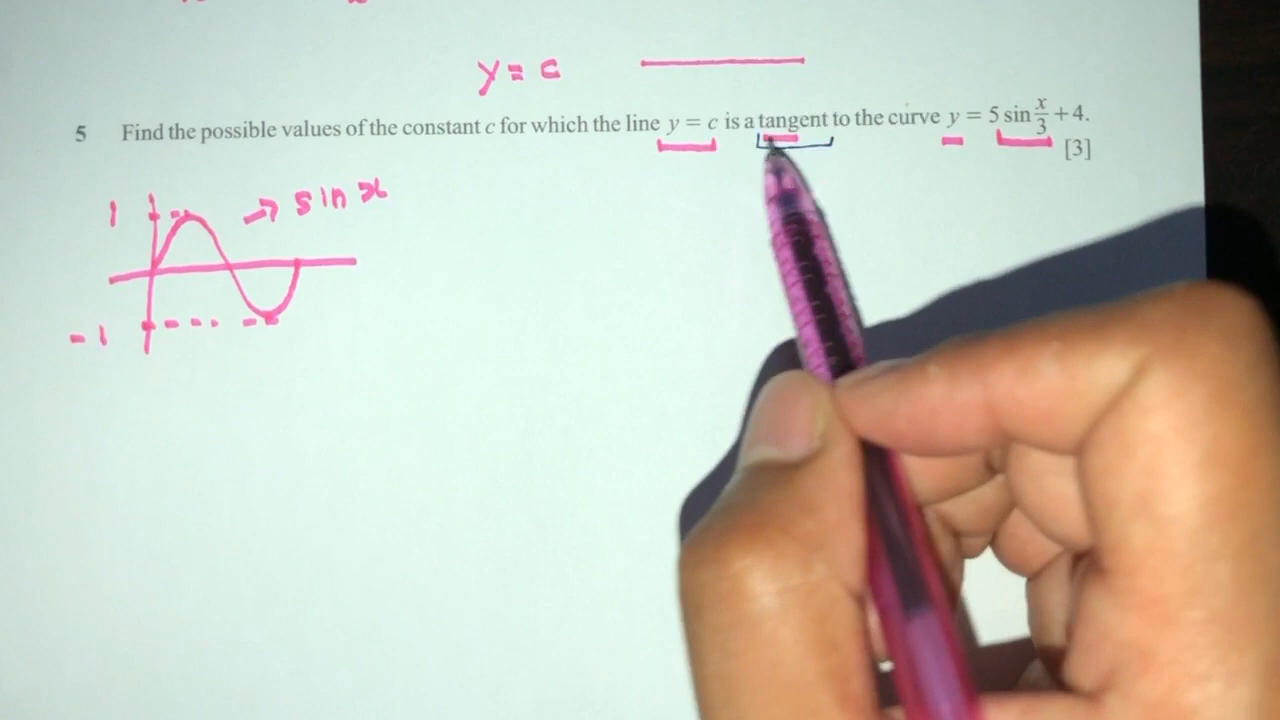 y = c
5 Find the possible values of the constant c for which the line y = c is a tangent to the curve y = 5 sin x/3 + 4.
[3]
1
sin x
-1